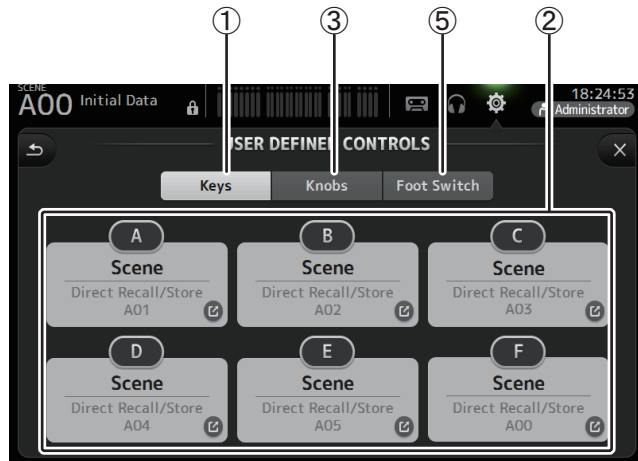 ① ③ ⑤ ②
SCENE
A00 Initial Data
18:24:53
Administrator
USER DEFINED CONTROLS
Keys Knobs Foot Switch
A B C
Scene Scene Scene
Direct Recall/Store Direct Recall/Store Direct Recall/Store
A01 A02 A03
D E F
Scene Scene Scene
Direct Recall/Store Direct Recall/Store Direct Recall/Store
A04 A05 A00